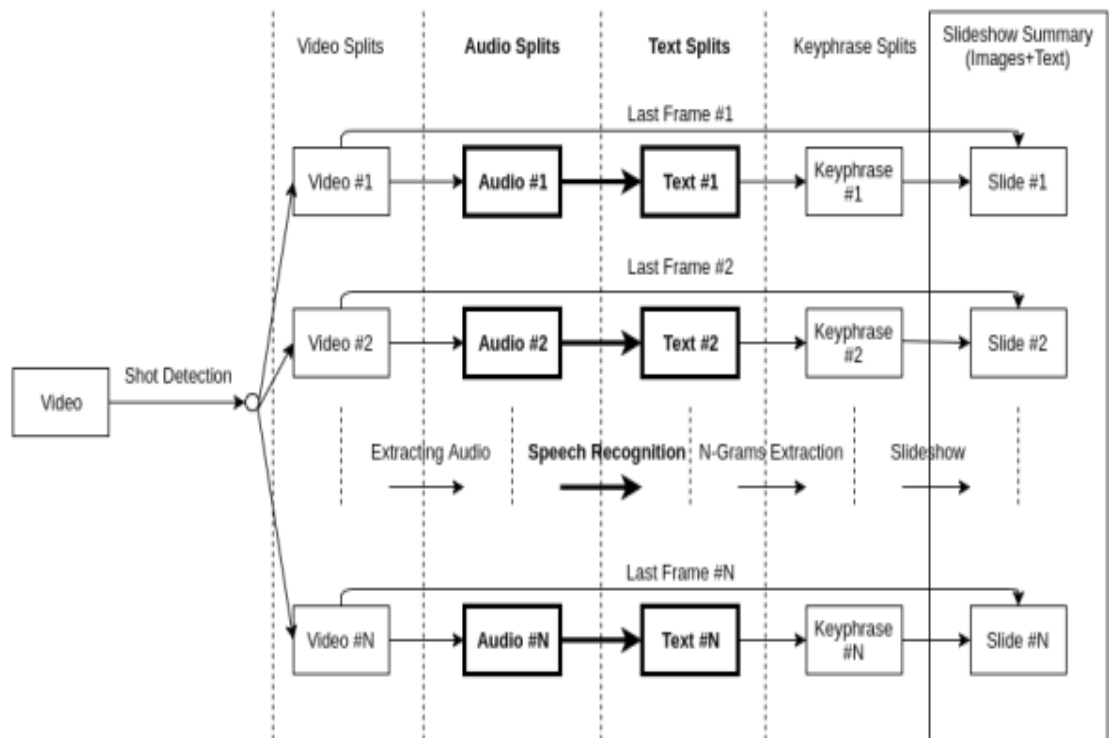 Video Splits
Audio Splits
Text Splits
Keyphrase Splits
Slideshow Summary
(Images+Text)
Last Frame #1
Video #1
Audio #1
Text #1
Keyphrase
#1
Slide #1
Last Frame #2
Video #2
Audio #2
Text #2
Keyphrase
#2
Slide #2
Video
Shot Detection
Extracting Audio
Speech Recognition
N-Grams Extraction
Slideshow
Last Frame #N
Video #N
Audio #N
Text #N
Keyphrase
#N
Slide #N